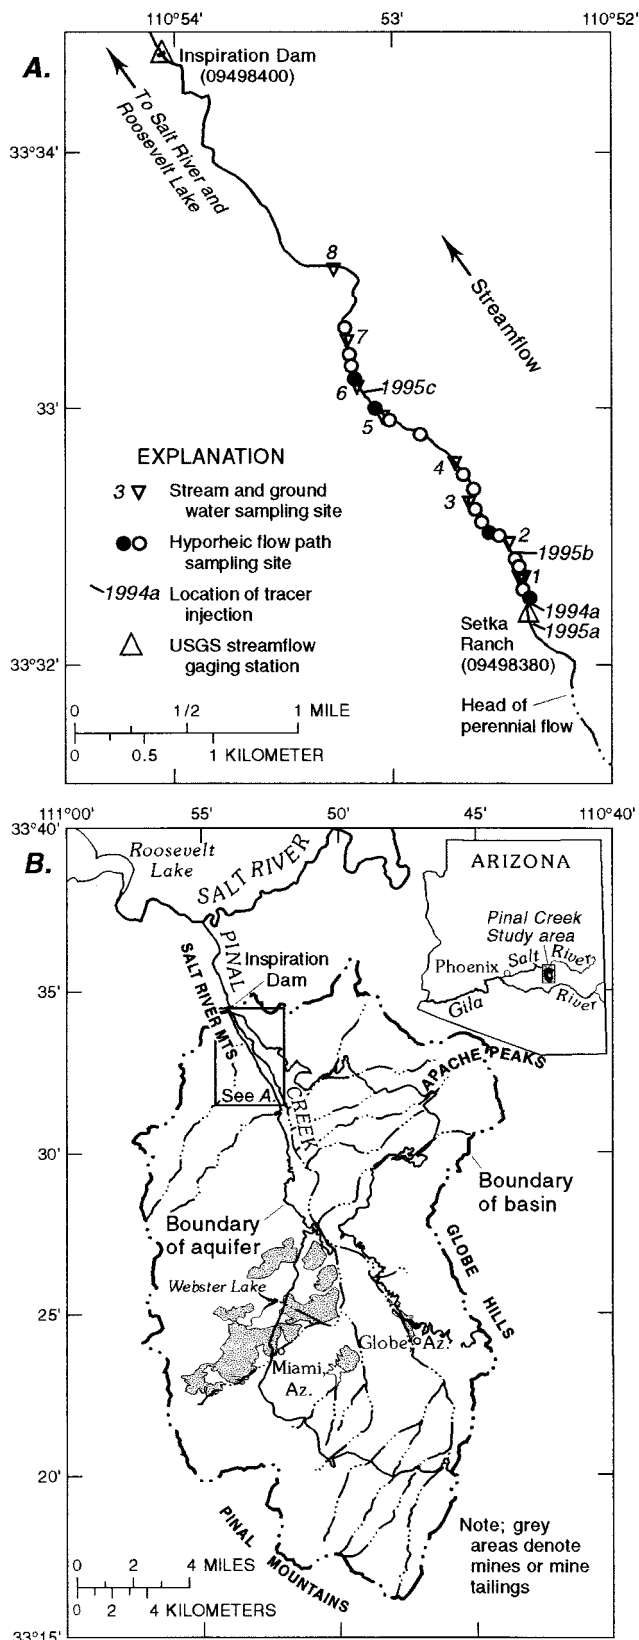 110°54'
53'
110°52'
A.
Inspiration Dam
(09498400)
To Salt River and
Roosevelt Lake
33°34'
8
Streamflow
7
6
1995c
33'
5
EXPLANATION
4
3 Stream and ground
water sampling site
3
Hyporheic flow path
sampling site
2
1995b
1
1994a Location of tracer
injection
1994a
1995a
Setka
Ranch
(09498380)
USGS streamflow
gaging station
33°32'
Head of
perennial flow
0 1/2 1 MILE
0 0.5 1 KILOMETER
111°00' 55' 50' 45' 110°40'
33°40'
B.
Roosevelt
Lake
SALT RIVER
ARIZONA
Pinal Creek
Study area
Phoenix
Salt River
Gila River
PINAL
CREEK
SALT RIVER MTS
Inspiration
Dam
35'
See A.
APACHE PEAKS
30'
Boundary
of basin
Boundary
of aquifer
GLOBE HILLS
Webster Lake
25'
Globe Az.
Miami,
Az.
20'
PINAL MOUNTAINS
Note; grey
areas denote
mines or mine
tailings
0 2 4 MILES
0 2 4 KILOMETERS
33°15'